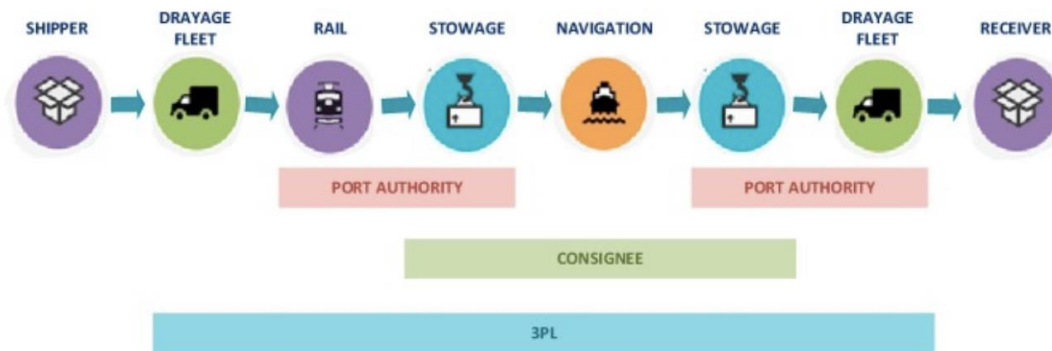 SHIPPER
DRAYAGE
FLEET
RAIL
STOWAGE
NAVIGATION
STOWAGE
DRAYAGE
FLEET
RECEIVER
PORT AUTHORITY
PORT AUTHORITY
CONSIGNEE
3PL